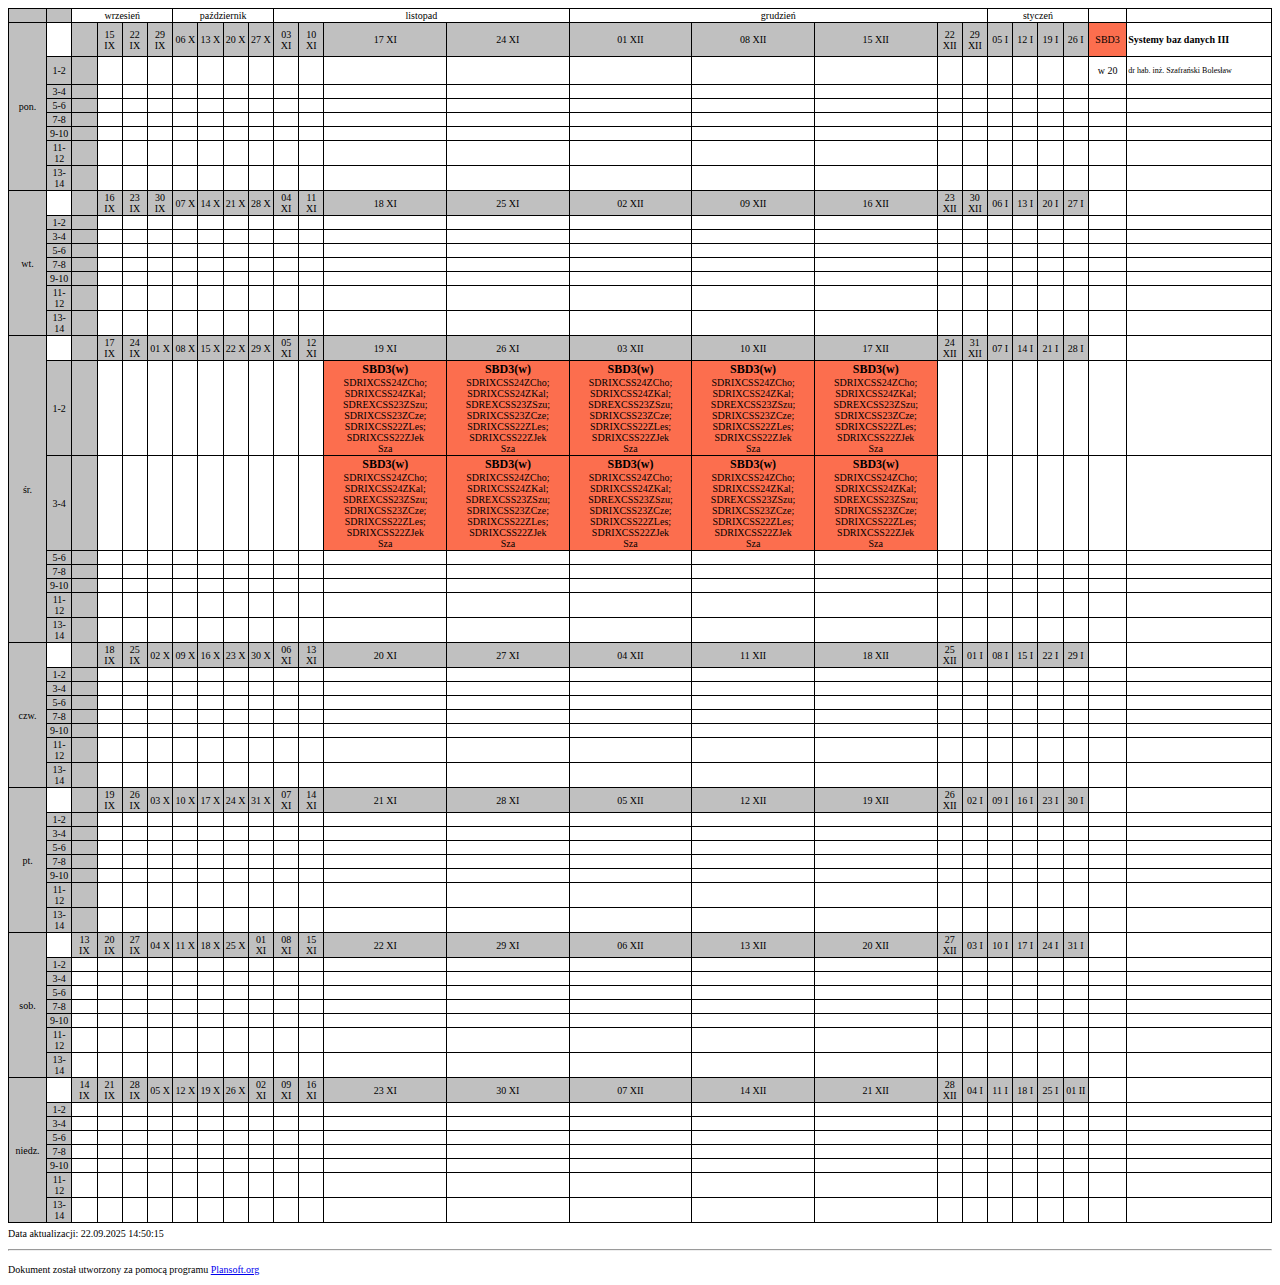 wrzesień październik listopad grudzień styczeń
pon. 15 IX 22 IX 29 IX 06 X 13 X 20 X 27 X 03 XI 10 XI 17 XI 24 XI 01 XII 08 XII 15 XII 22 XII 29 XII 05 I 12 I 19 I 26 I SBD3 Systemy baz danych III
1-2 w 20 dr hab. inż. Szafrański Bolesław
3-4
5-6
7-8
9-10
11-12
13-14
wt. 16 IX 23 IX 30 IX 07 X 14 X 21 X 28 X 04 XI 11 XI 18 XI 25 XI 02 XII 09 XII 16 XII 23 XII 30 XII 06 I 13 I 20 I 27 I
1-2
3-4
5-6
7-8
9-10
11-12
13-14
śr. 17 IX 24 IX 01 X 08 X 15 X 22 X 29 X 05 XI 12 XI 19 XI 26 XI 03 XII 10 XII 17 XII 24 XII 31 XII 07 I 14 I 21 I 28 I
1-2 SBD3(w) SBD3(w) SBD3(w) SBD3(w) SBD3(w)
SDRIXCSS24ZCho; SDRIXCSS24ZCho; SDRIXCSS24ZCho; SDRIXCSS24ZCho; SDRIXCSS24ZCho;
SDRIXCSS24ZKal; SDRIXCSS24ZKal; SDRIXCSS24ZKal; SDRIXCSS24ZKal; SDRIXCSS24ZKal;
SDREXCSS23ZSzu; SDREXCSS23ZSzu; SDREXCSS23ZSzu; SDREXCSS23ZSzu; SDREXCSS23ZSzu;
SDRIXCSS23ZCze; SDRIXCSS23ZCze; SDRIXCSS23ZCze; SDRIXCSS23ZCze; SDRIXCSS23ZCze;
SDRIXCSS22ZLes; SDRIXCSS22ZLes; SDRIXCSS22ZLes; SDRIXCSS22ZLes; SDRIXCSS22ZLes;
SDRIXCSS22ZJek SDRIXCSS22ZJek SDRIXCSS22ZJek SDRIXCSS22ZJek SDRIXCSS22ZJek
Sza Sza Sza Sza Sza
3-4 SBD3(w) SBD3(w) SBD3(w) SBD3(w) SBD3(w)
SDRIXCSS24ZCho; SDRIXCSS24ZCho; SDRIXCSS24ZCho; SDRIXCSS24ZCho; SDRIXCSS24ZCho;
SDRIXCSS24ZKal; SDRIXCSS24ZKal; SDRIXCSS24ZKal; SDRIXCSS24ZKal; SDRIXCSS24ZKal;
SDREXCSS23ZSzu; SDREXCSS23ZSzu; SDREXCSS23ZSzu; SDREXCSS23ZSzu; SDREXCSS23ZSzu;
SDRIXCSS23ZCze; SDRIXCSS23ZCze; SDRIXCSS23ZCze; SDRIXCSS23ZCze; SDRIXCSS23ZCze;
SDRIXCSS22ZLes; SDRIXCSS22ZLes; SDRIXCSS22ZLes; SDRIXCSS22ZLes; SDRIXCSS22ZLes;
SDRIXCSS22ZJek SDRIXCSS22ZJek SDRIXCSS22ZJek SDRIXCSS22ZJek SDRIXCSS22ZJek
Sza Sza Sza Sza Sza
5-6
7-8
9-10
11-12
13-14
czw. 18 IX 25 IX 02 X 09 X 16 X 23 X 30 X 06 XI 13 XI 20 XI 27 XI 04 XII 11 XII 18 XII 25 XII 01 I 08 I 15 I 22 I 29 I
1-2
3-4
5-6
7-8
9-10
11-12
13-14
pt. 19 IX 26 IX 03 X 10 X 17 X 24 X 31 X 07 XI 14 XI 21 XI 28 XI 05 XII 12 XII 19 XII 26 XII 02 I 09 I 16 I 23 I 30 I
1-2
3-4
5-6
7-8
9-10
11-12
13-14
sob. 13 IX 20 IX 27 IX 04 X 11 X 18 X 25 X 01 XI 08 XI 15 XI 22 XI 29 XI 06 XII 13 XII 20 XII 27 XII 03 I 10 I 17 I 24 I 31 I
1-2
3-4
5-6
7-8
9-10
11-12
13-14
niedz. 14 IX 21 IX 28 IX 05 X 12 X 19 X 26 X 02 XI 09 XI 16 XI 23 XI 30 XI 07 XII 14 XII 21 XII 28 XII 04 I 11 I 18 I 25 I 01 II
1-2
3-4
5-6
7-8
9-10
11-12
13-14
Data aktualizacji: 22.09.2025 14:50:15
Dokument został utworzony za pomocą programu Plansoft.org